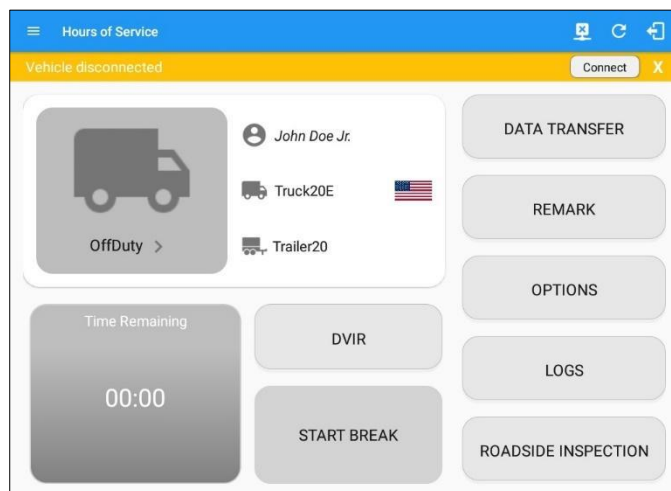 Hours of Service
Vehicle disconnected
Connect
X
John Doe Jr.
Truck20E
Trailer20
OffDuty >
DATA TRANSFER
REMARK
OPTIONS
LOGS
ROADSIDE INSPECTION
Time Remaining
00:00
DVIR
START BREAK